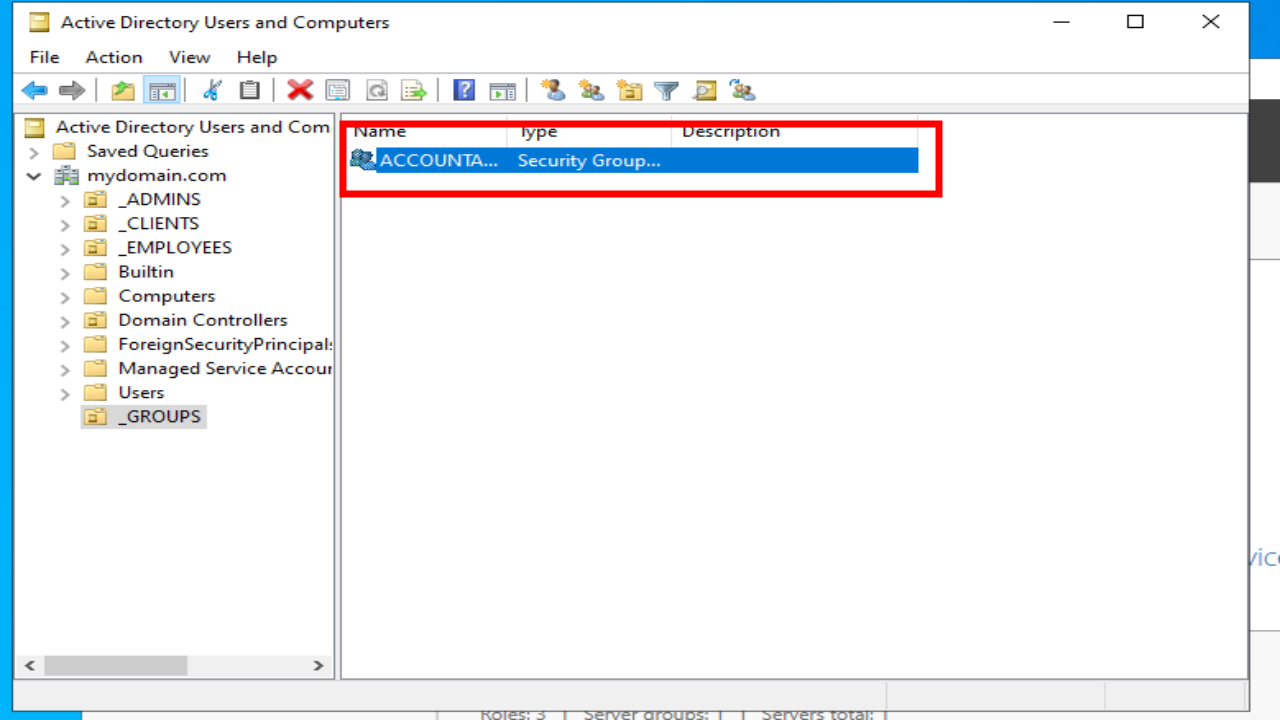 Active Directory Users and Computers
File Action View Help
Active Directory Users and Com
Saved Queries
mydomain.com
_ADMINS
_CLIENTS
_EMPLOYEES
Builtin
Computers
Domain Controllers
ForeignSecurityPrincipals
Managed Service Accour
Users
_GROUPS
Name Type Description
ACCOUNTA... Security Group...
vice
Roles: 3 | Server groups: 1 | Servers total: 1